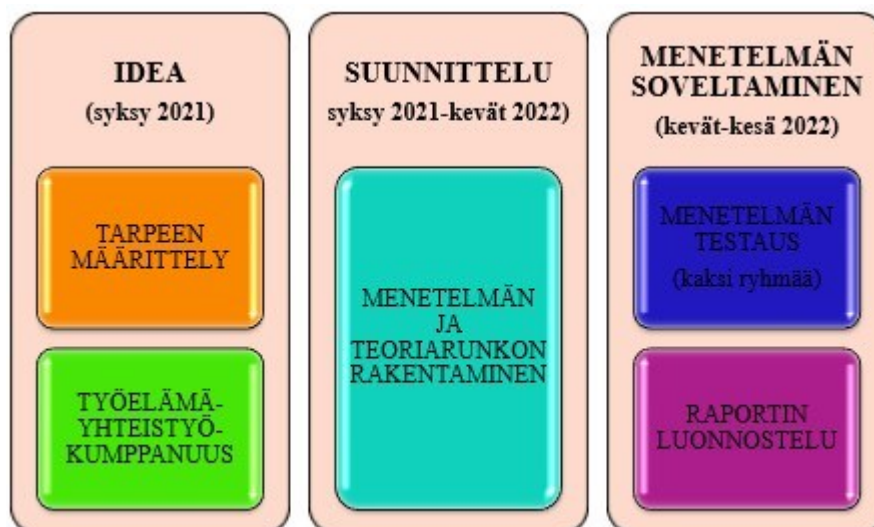 IDEA
(syksy 2021)
TARPEEN
MÄÄRITTELY
TYÖELÄMÄ-
YHTEISTYÖ-
KUMPPANUUS
SUUNNITTELU
syksy 2021-kevät 2022)
MENETELMÄN
JA
TEORIARUNKON
RAKENTAMINEN
MENETELMÄN
SOVELTAMINEN
(kevät-kesä 2022)
MENETELMÄN
TESTAUS
(kaksi ryhmää)
RAPORTIN
LUONNOSTELU